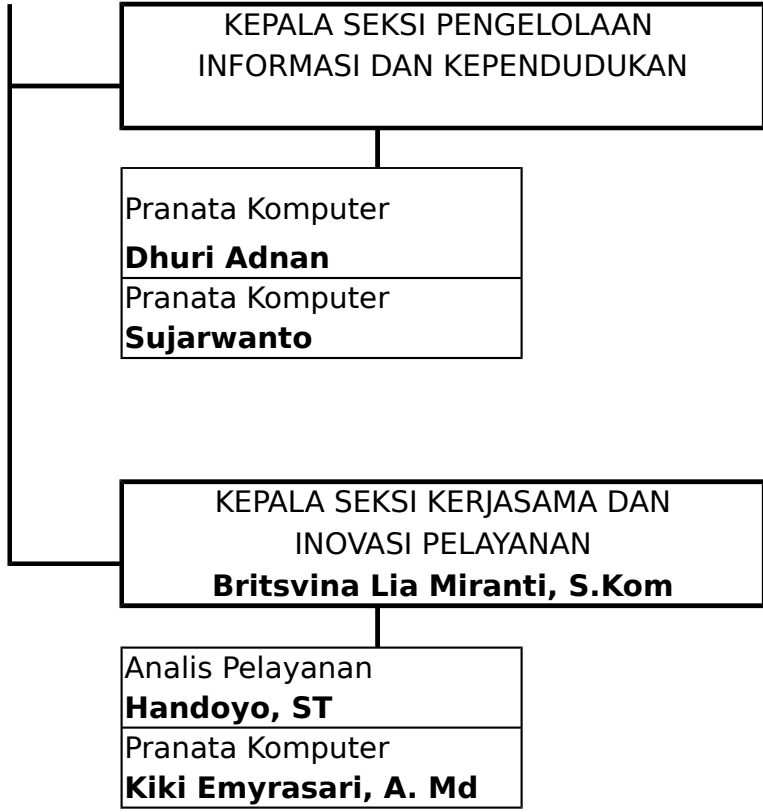 KEPALA SEKSI PENGELOLAAN
INFORMASI DAN KEPENDUDUKAN
Pranata Komputer
Dhuri Adnan
Pranata Komputer
Sujarwanto
KEPALA SEKSI KERJASAMA DAN
INOVASI PELAYANAN
Britsvina Lia Miranti, S.Kom
Analis Pelayanan
Handoyo, ST
Pranata Komputer
Kiki Emyrasari, A. Md